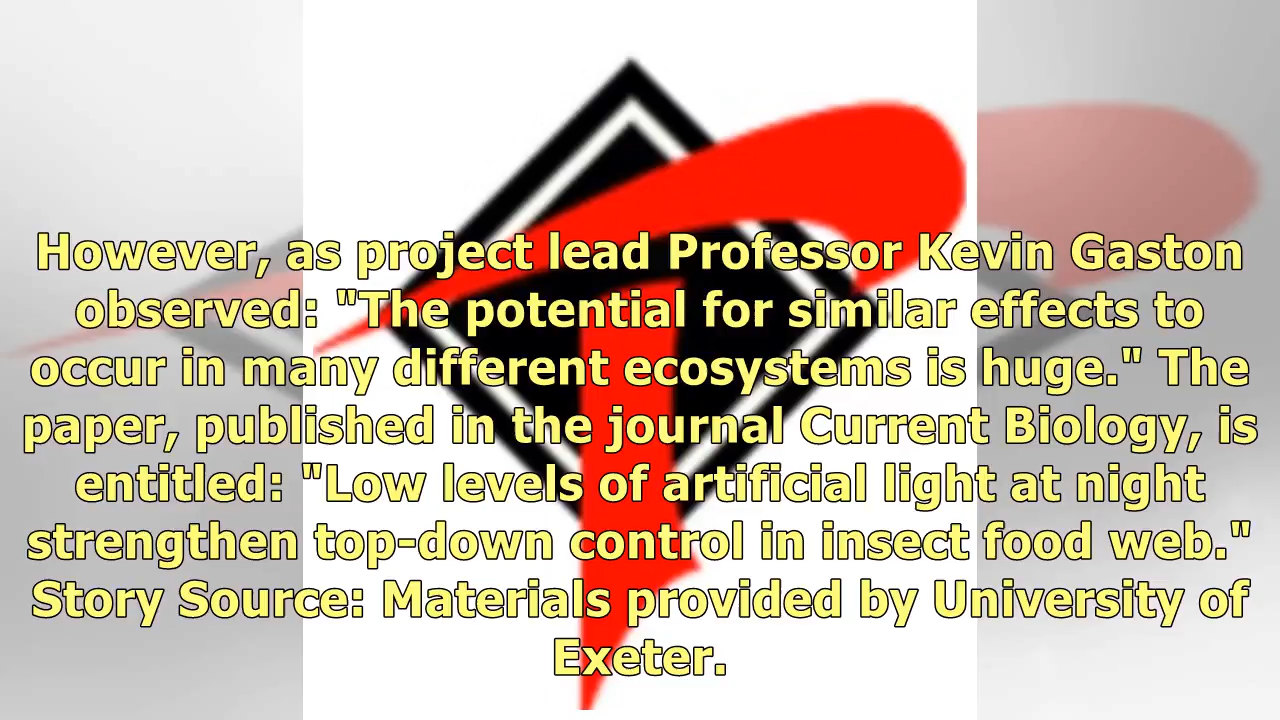 However, as project lead Professor Kevin Gaston
observed: "The potential for similar effects to
occur in many different ecosystems is huge." The
paper, published in the journal Current Biology, is
entitled: "Low levels of artificial light at night
strengthen top-down control in insect food web."
Story Source: Materials provided by University of
Exeter.